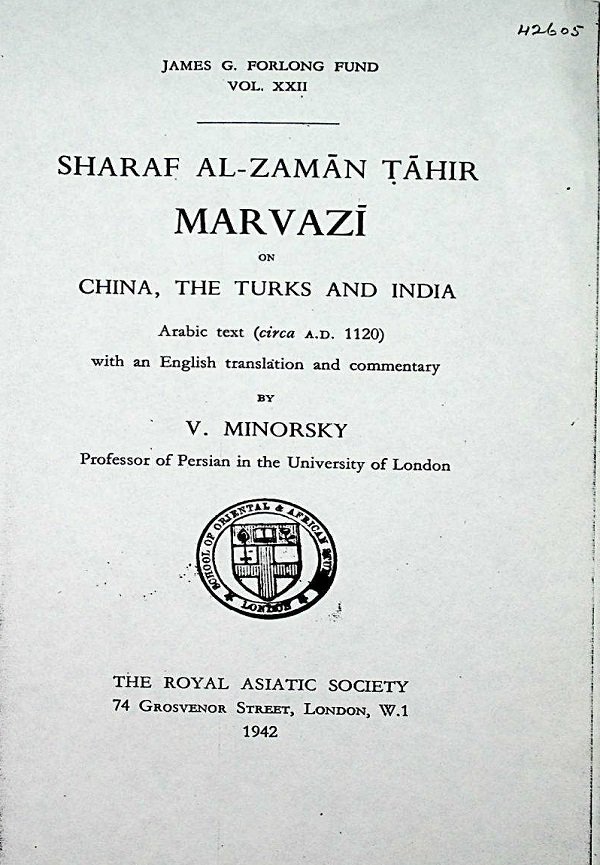 42605
JAMES G. FORLONG FUND
VOL. XXII
SHARAF AL-ZAMĀN ṬĀHIR
MARVAZĪ
ON
CHINA, THE TURKS AND INDIA
Arabic text (circa A.D. 1120)
with an English translation and commentary
BY
V. MINORSKY
Professor of Persian in the University of London
SCHOOL OF ORIENTAL & AFRICAN
LONDON
THE ROYAL ASIATIC SOCIETY
74 GROSVENOR STREET, LONDON, W.1
1942